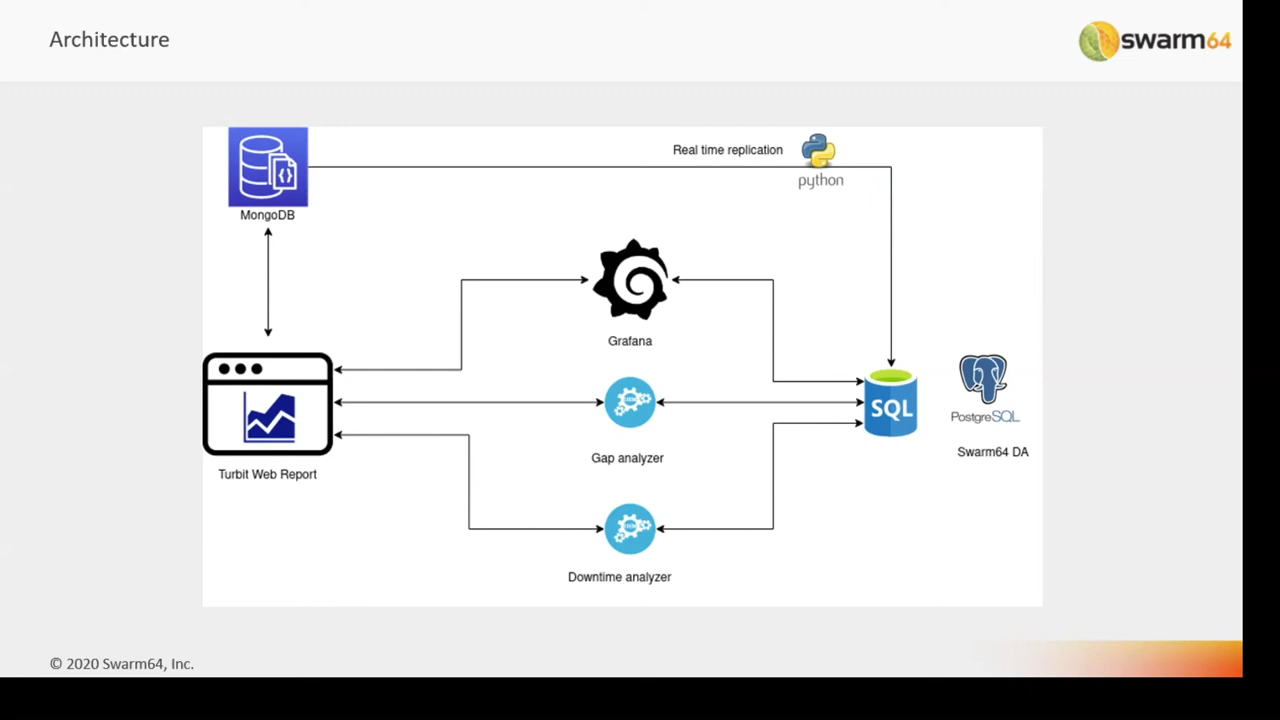 Architecture
swarm64
Real time replication
python
MongoDB
Grafana
SQL
PostgreSQL
Swarm64 DA
Gap analyzer
Turbit Web Report
Downtime analyzer
© 2020 Swarm64, Inc.